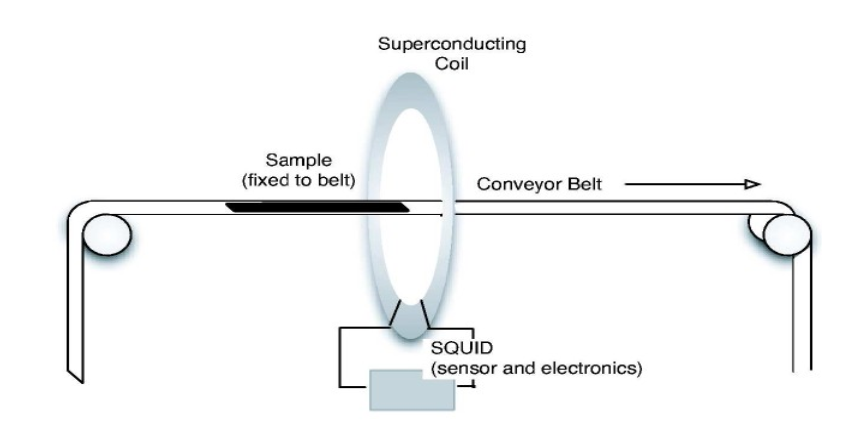 Superconducting
Coil
Sample
(fixed to belt)
Conveyor Belt
SQUID
(sensor and electronics)